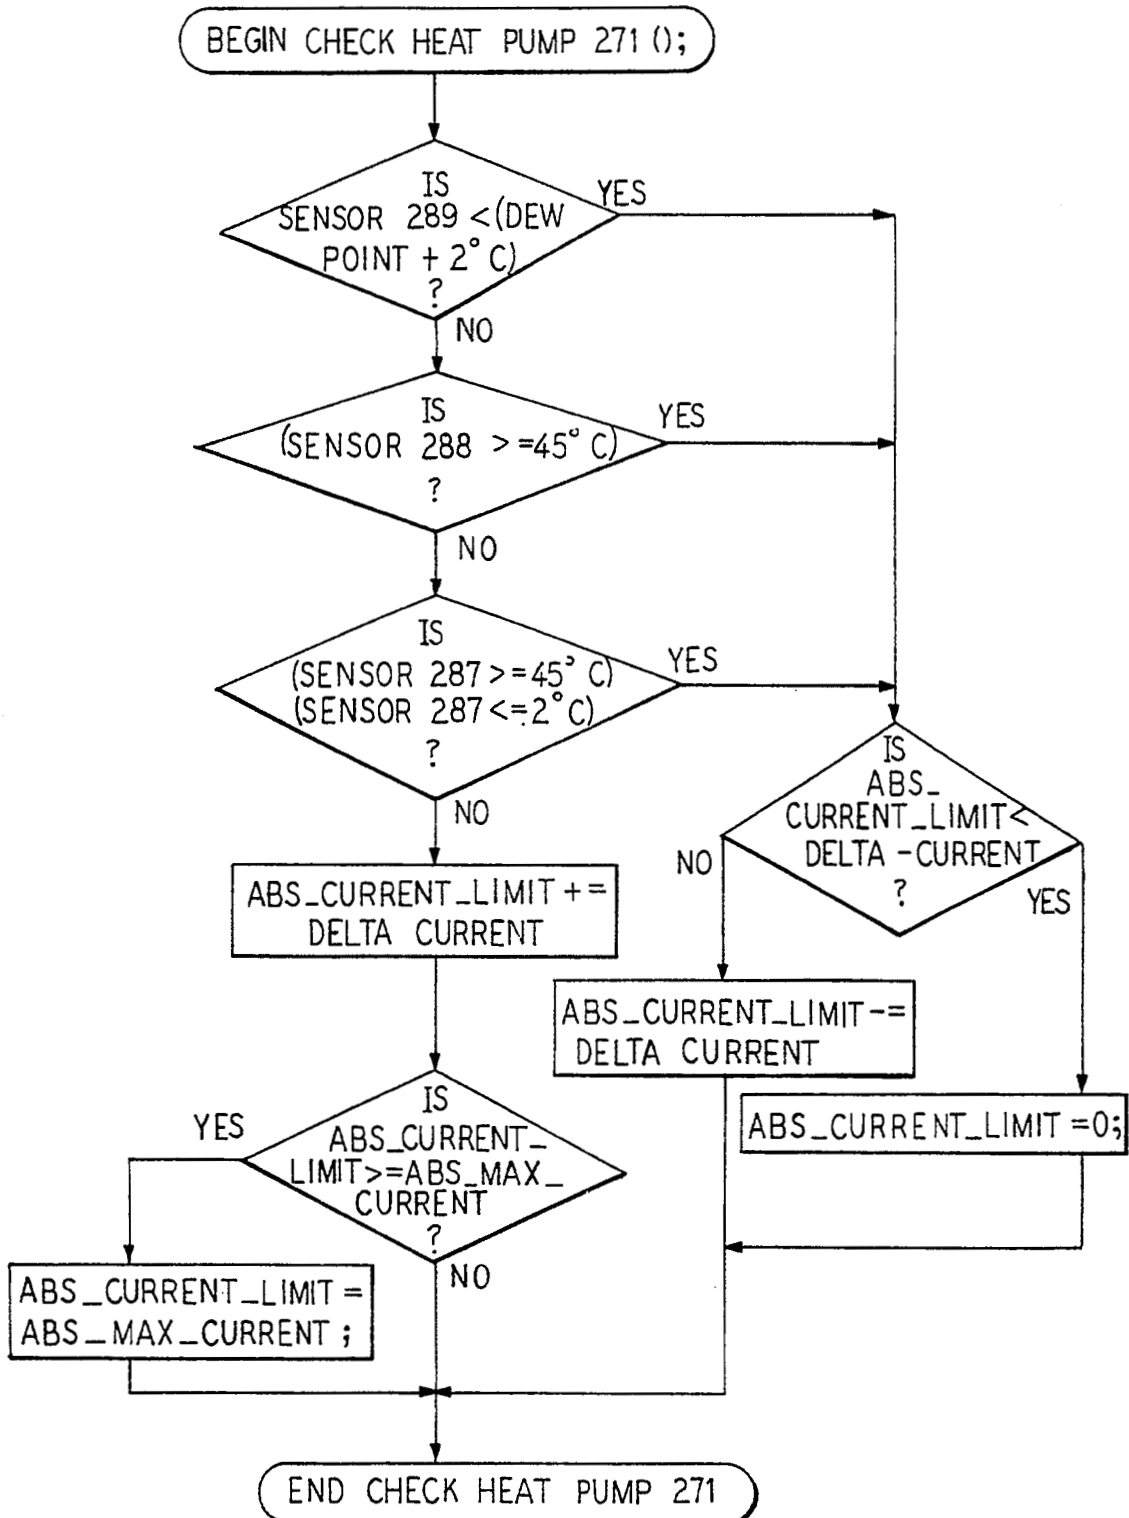 BEGIN CHECK HEAT PUMP 271 ();
IS
SENSOR 289 < (DEW
POINT + 2° C)
?
YES
NO
IS
(SENSOR 288 >=45° C)
?
YES
NO
IS
(SENSOR 287 >=45° C)
(SENSOR 287 <=2° C)
?
YES
NO
IS
ABS_
CURRENT_LIMIT<
DELTA -CURRENT
?
NO
YES
ABS_CURRENT_LIMIT +=
DELTA CURRENT
ABS_CURRENT_LIMIT-=
DELTA CURRENT
ABS_CURRENT_LIMIT =0;
IS
ABS_CURRENT_
LIMIT>=ABS_MAX_
CURRENT
?
YES
NO
ABS_CURRENT_LIMIT =
ABS_MAX_CURRENT ;
END CHECK HEAT PUMP 271